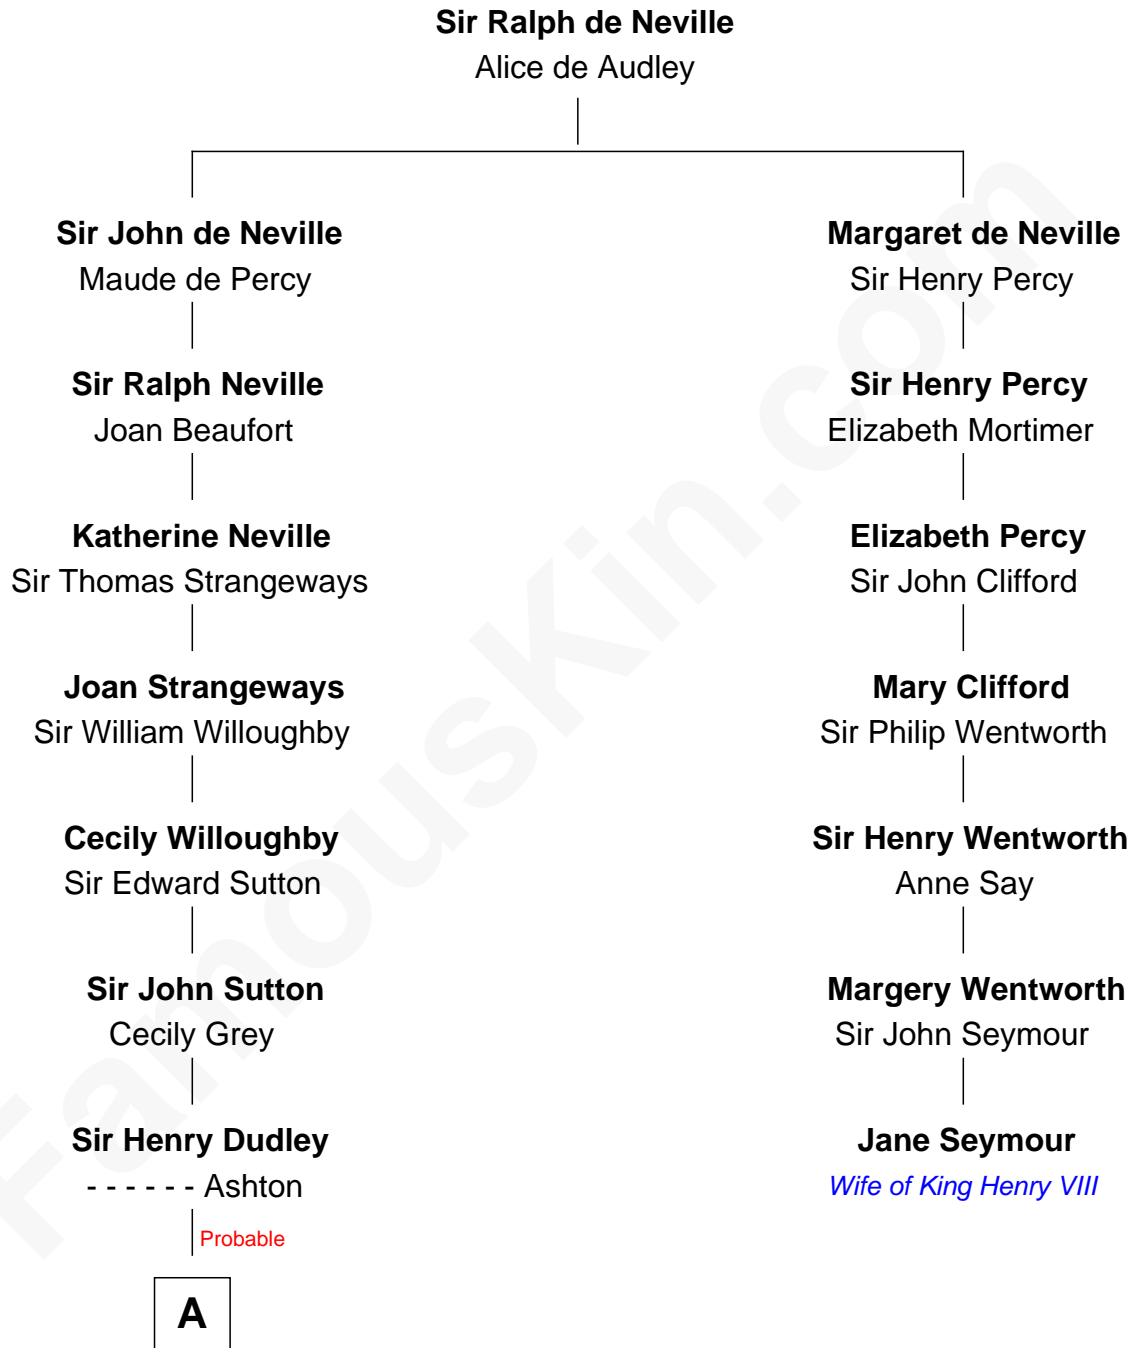 Sir Ralph de Neville
Alice de Audley
Sir John de Neville
Maude de Percy
Margaret de Neville
Sir Henry Percy
Sir Ralph Neville
Joan Beaufort
Sir Henry Percy
Elizabeth Mortimer
Katherine Neville
Sir Thomas Strangeways
Elizabeth Percy
Sir John Clifford
Joan Strangeways
Sir William Willoughby
Mary Clifford
Sir Philip Wentworth
Cecily Willoughby
Sir Edward Sutton
Sir Henry Wentworth
Anne Say
Sir John Sutton
Cecily Grey
Margery Wentworth
Sir John Seymour
Sir Henry Dudley
- - - - - - Ashton
Jane Seymour
Wife of King Henry VIII
Probable
A
FamousKin.com